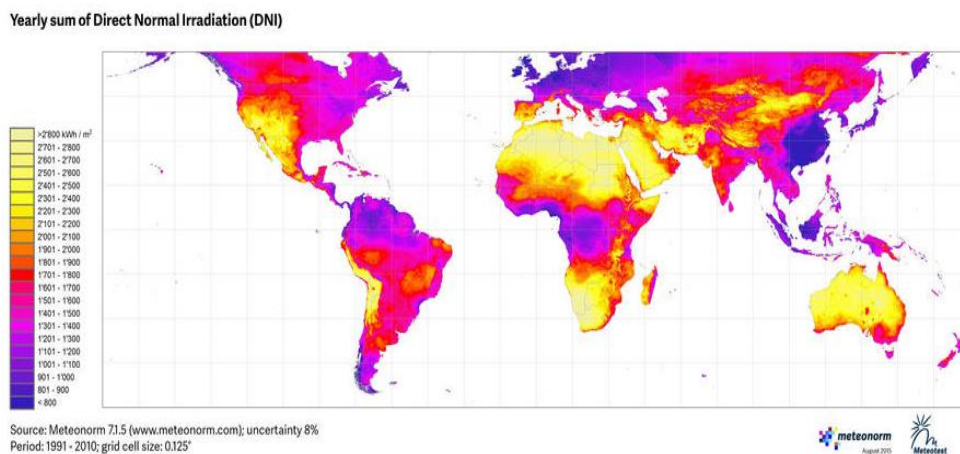 Yearly sum of Direct Normal Irradiation (DNI)
>2'800 kWh / m²
2'701 - 2'800
2'601 - 2'700
2'501 - 2'600
2'401 - 2'500
2'301 - 2'400
2'201 - 2'300
2'101 - 2'200
2'001 - 2'100
1'901 - 2'000
1'801 - 1'900
1'701 - 1'800
1'601 - 1'700
1'501 - 1'600
1'401 - 1'500
1'301 - 1'400
1'201 - 1'300
1'101 - 1'200
1'001 - 1'100
901 - 1'000
801 - 900
< 800
Source: Meteonorm 7.1.5 (www.meteonorm.com); uncertainty 8%
Period: 1991 - 2010; grid cell size: 0.125°
meteonorm
August 2015
Meteotest